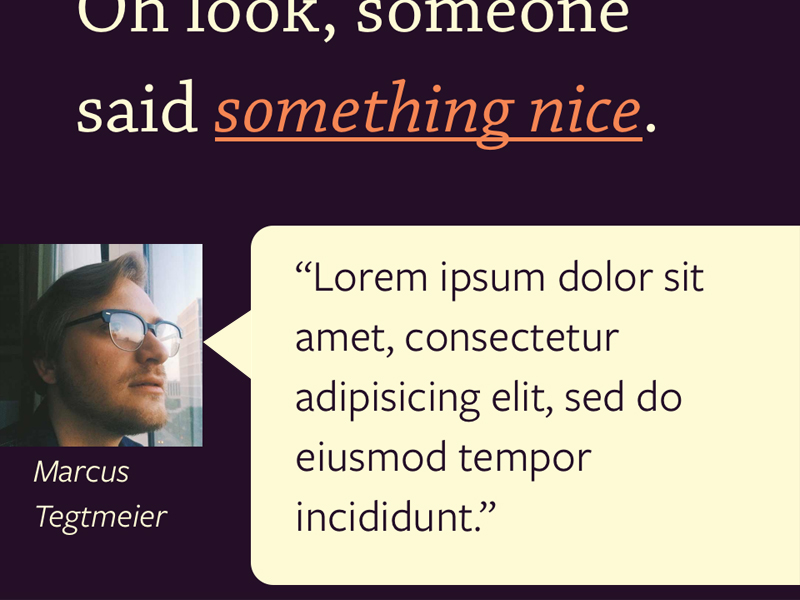 Oh look, someone
said something nice.
“Lorem ipsum dolor sit
amet, consectetur
adipisicing elit, sed do
eiusmod tempor
incididunt.”
Marcus
Tegtmeier